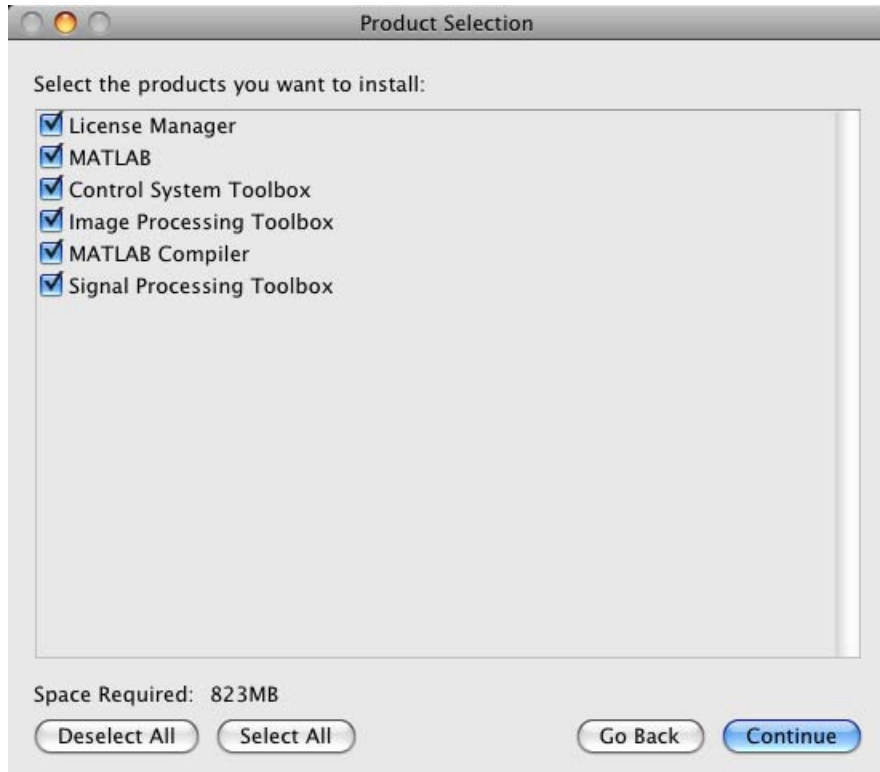 Product Selection
Select the products you want to install:
License Manager
MATLAB
Control System Toolbox
Image Processing Toolbox
MATLAB Compiler
Signal Processing Toolbox
Space Required: 823MB
Deselect All Select All Go Back Continue